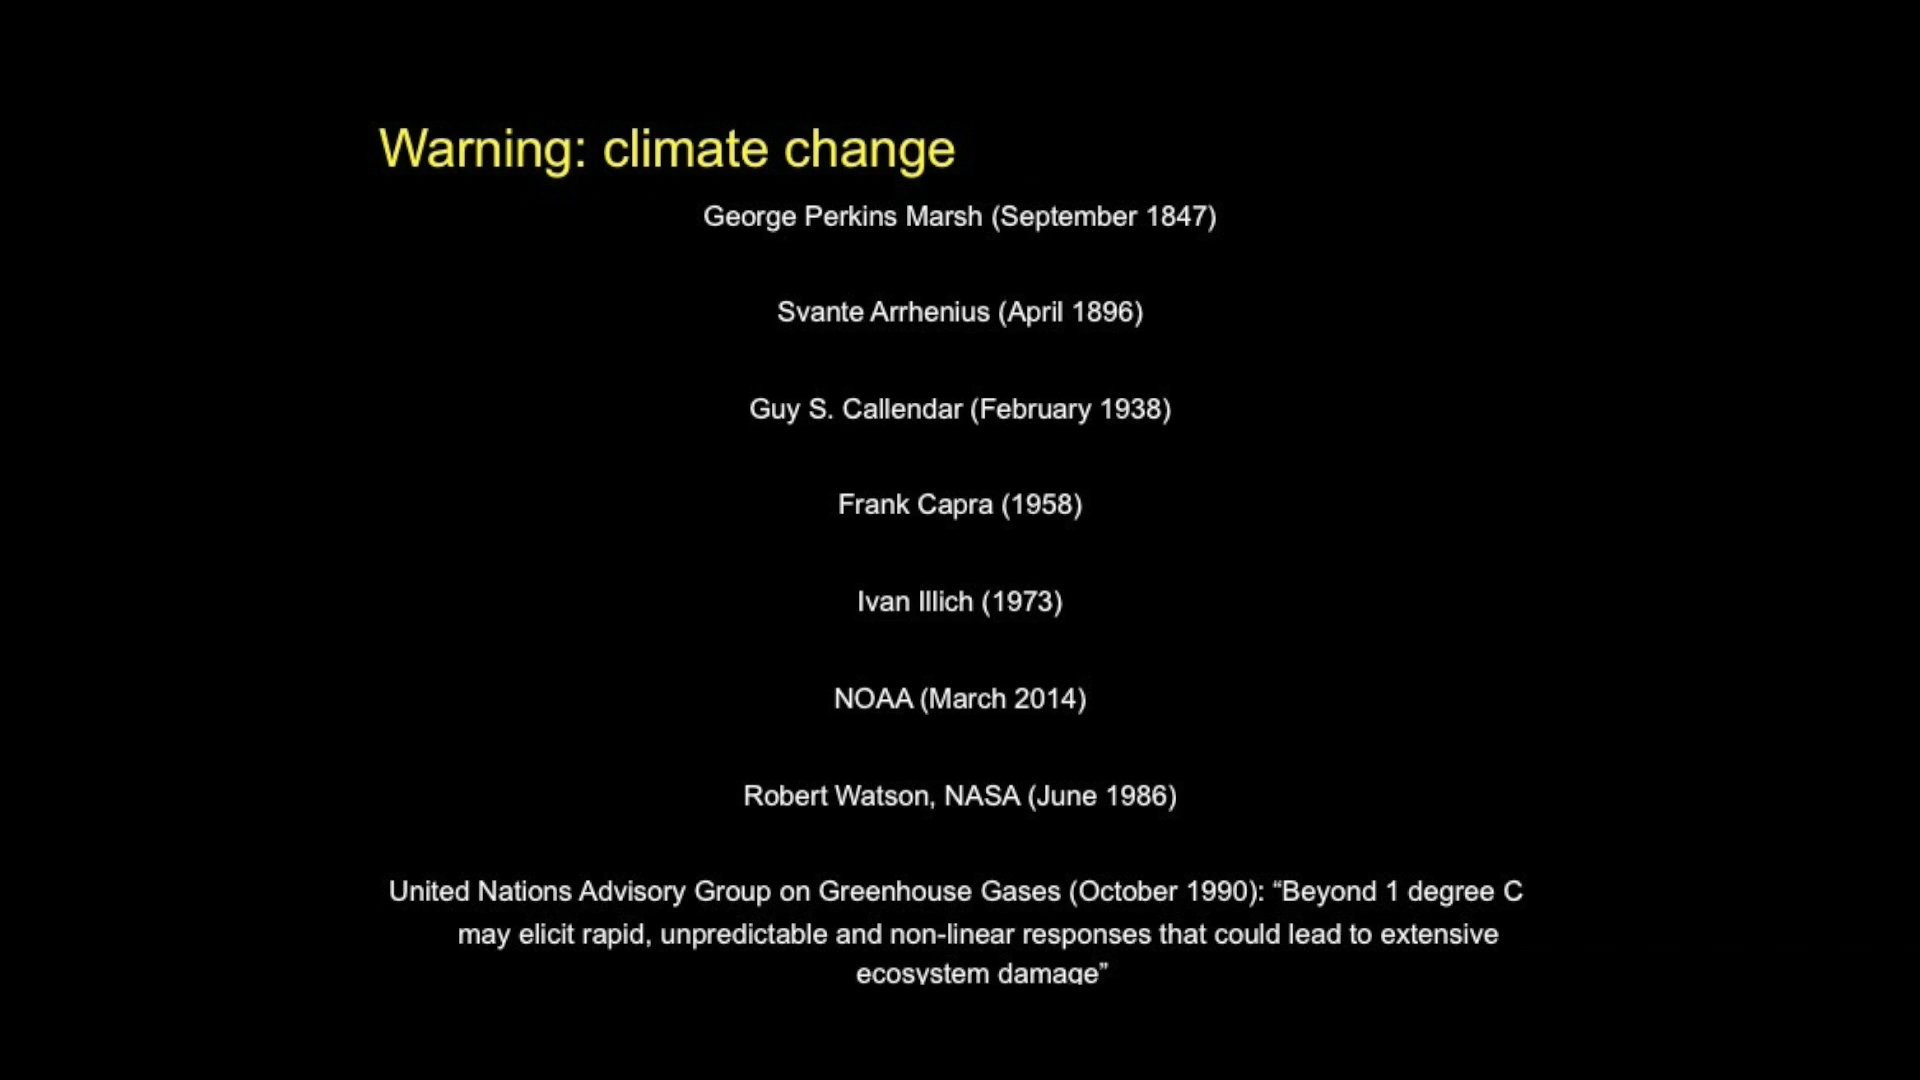 Warning: climate change
George Perkins Marsh (September 1847)
Svante Arrhenius (April 1896)
Guy S. Callendar (February 1938)
Frank Capra (1958)
Ivan Illich (1973)
NOAA (March 2014)
Robert Watson, NASA (June 1986)
United Nations Advisory Group on Greenhouse Gases (October 1990): “Beyond 1 degree C
may elicit rapid, unpredictable and non-linear responses that could lead to extensive
ecosystem damage”